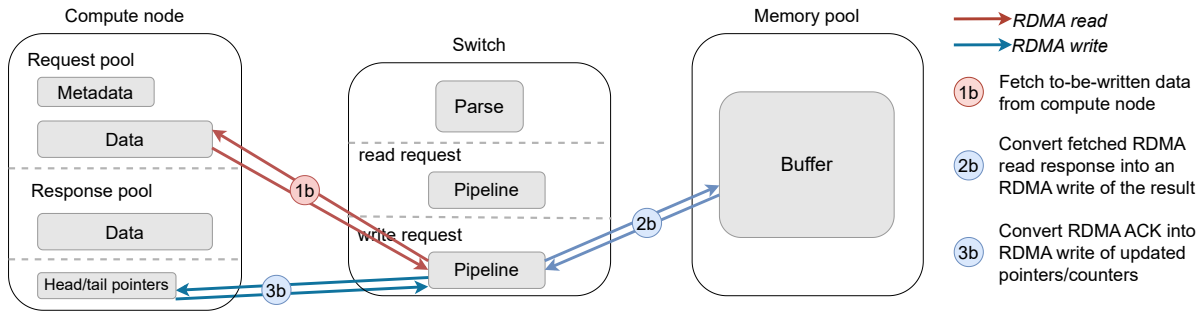 Compute node
Request pool
Metadata
Data
Response pool
Data
Head/tail pointers
Switch
Parse
read request
Pipeline
write request
Pipeline
1b
2b
3b
Memory pool
Buffer
RDMA read
RDMA write
1b
Fetch to-be-written data
from compute node
2b
Convert fetched RDMA
read response into an
RDMA write of the result
3b
Convert RDMA ACK into
RDMA write of updated
pointers/counters